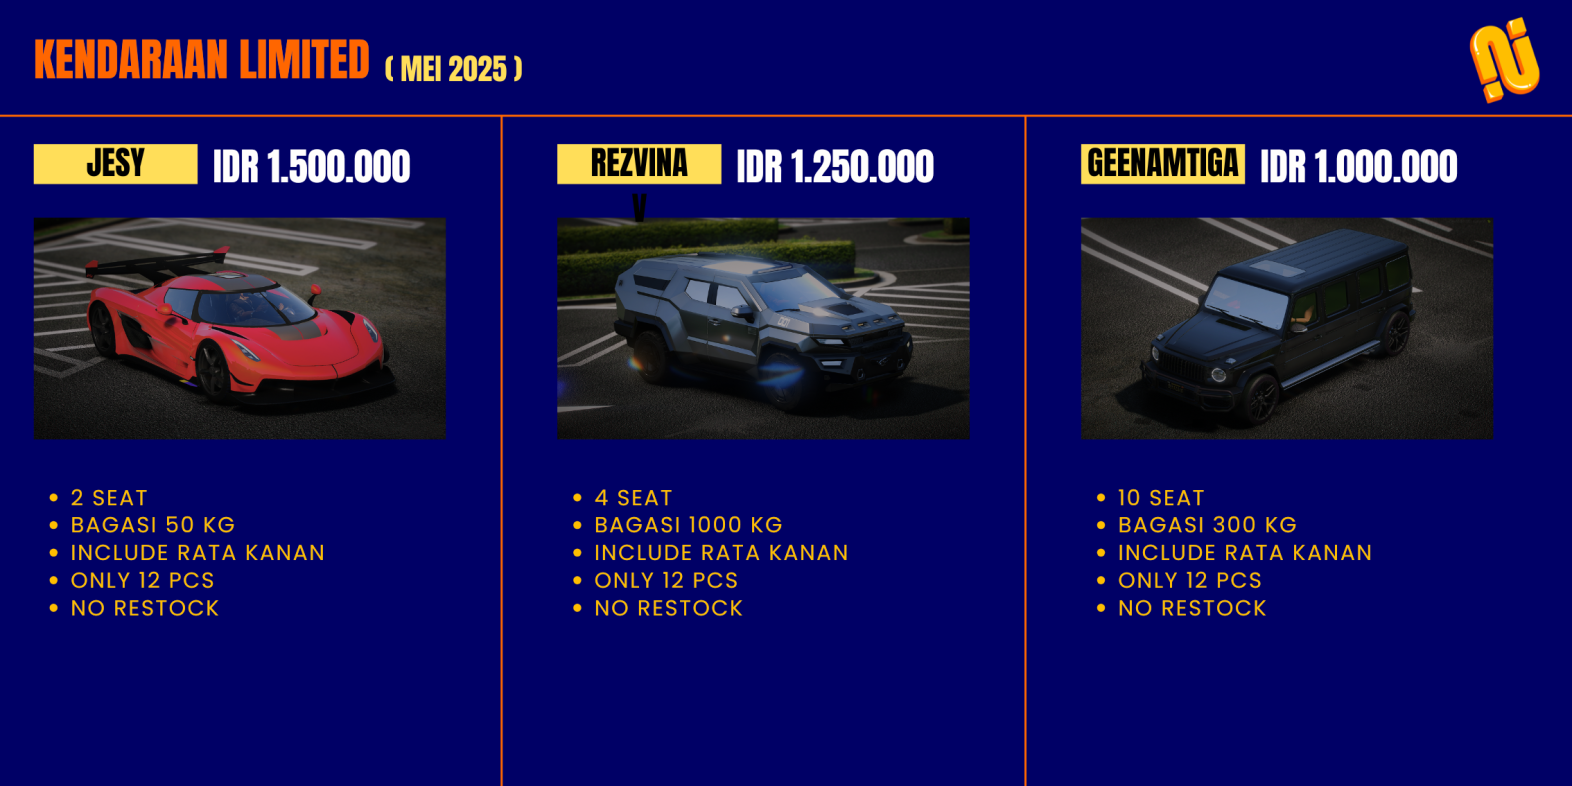 KENDARAAN LIMITED ( MEI 2025 )
JESY IDR 1.500.000
• 2 SEAT
• BAGASI 50 KG
• INCLUDE RATA KANAN
• ONLY 12 PCS
• NO RESTOCK
REZVINA IDR 1.250.000
V
• 4 SEAT
• BAGASI 1000 KG
• INCLUDE RATA KANAN
• ONLY 12 PCS
• NO RESTOCK
GEENAMTIGA IDR 1.000.000
• 10 SEAT
• BAGASI 300 KG
• INCLUDE RATA KANAN
• ONLY 12 PCS
• NO RESTOCK